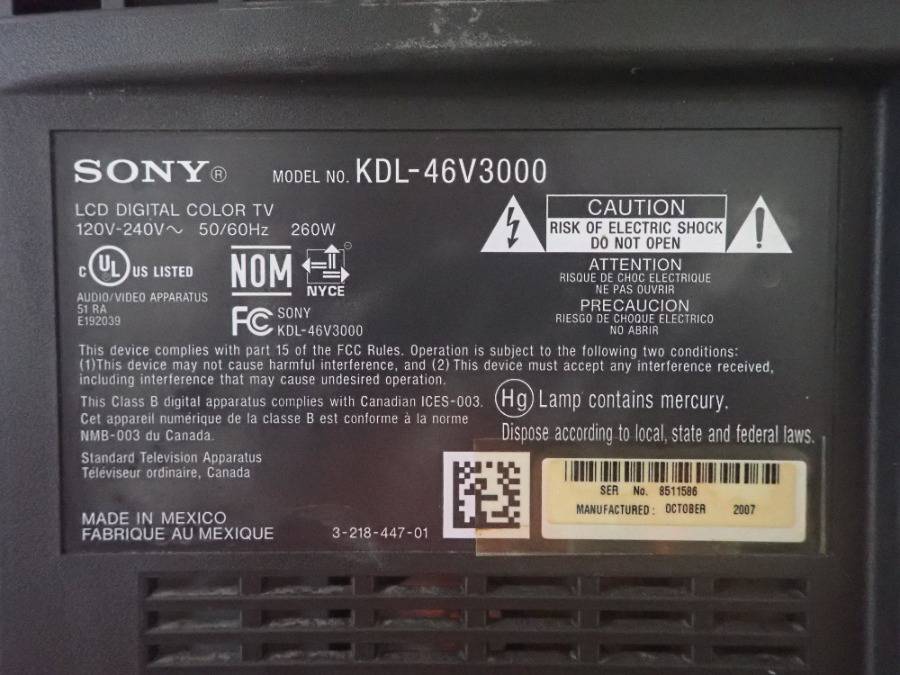 SONY® MODEL NO. KDL-46V3000
LCD DIGITAL COLOR TV
120V-240V~ 50/60Hz 260W
C UL US LISTED
AUDIO/VIDEO APPARATUS
51 RA
E192039
NOM
NYCE
FC SONY
KDL-46V3000
CAUTION
RISK OF ELECTRIC SHOCK
DO NOT OPEN
ATTENTION
RISQUE DE CHOC ELECTRIQUE
NE PAS OUVRIR
PRECAUCION
RIESGO DE CHOQUE ELECTRICO
NO ABRIR
This device complies with part 15 of the FCC Rules. Operation is subject to the following two conditions:
(1)This device may not cause harmful interference, and (2) This device must accept any interference received,
including interference that may cause undesired operation.
This Class B digital apparatus complies with Canadian ICES-003.
Cet appareil numérique de la classe B est conforme à la norme
NMB-003 du Canada.
Hg Lamp contains mercury.
Dispose according to local, state and federal laws.
Standard Television Apparatus
Téléviseur ordinaire, Canada
SER No. 8511586
MANUFACTURED: OCTOBER 2007
MADE IN MEXICO
FABRIQUE AU MEXIQUE
3-218-447-01